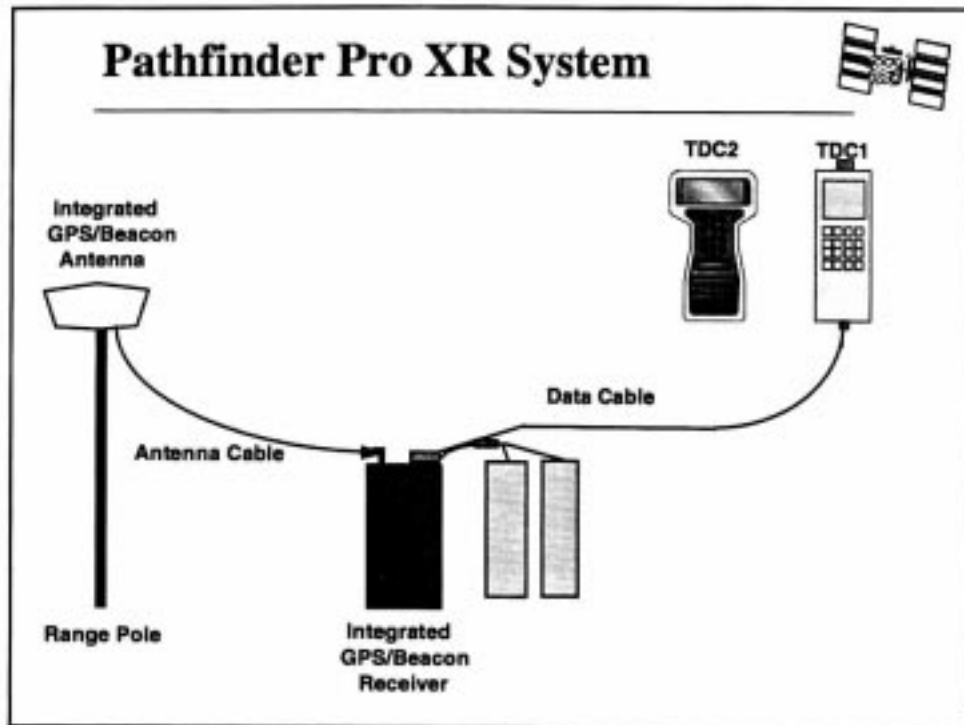 Pathfinder Pro XR System
TDC2
TDC1
Integrated
GPS/Beacon
Antenna
Data Cable
Antenna Cable
Range Pole
Integrated
GPS/Beacon
Receiver